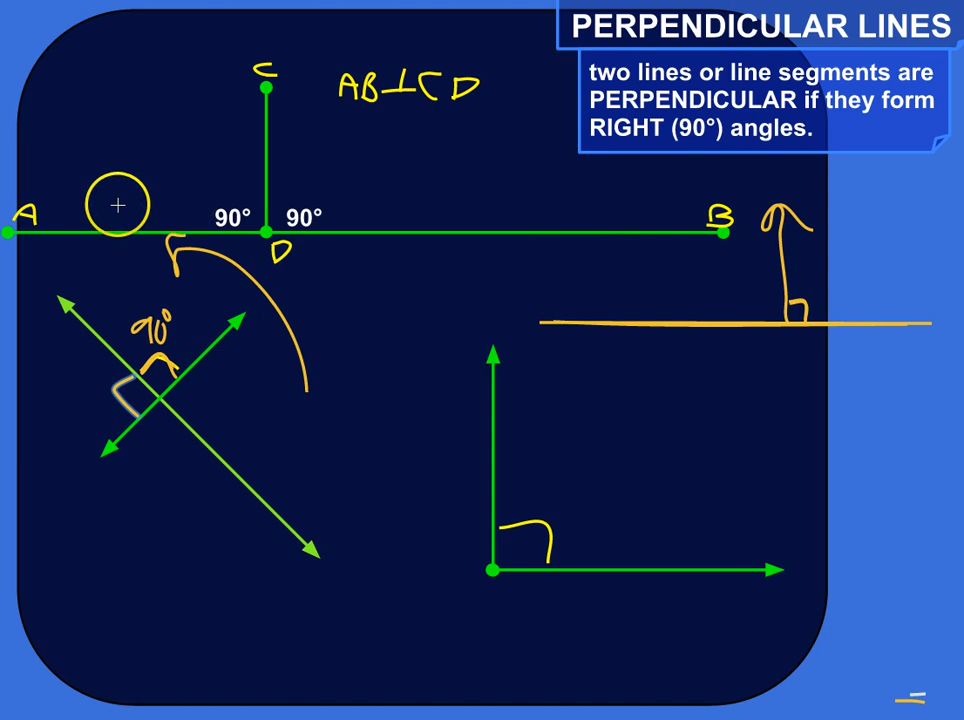 PERPENDICULAR LINES
two lines or line segments are
PERPENDICULAR if they form
RIGHT (90°) angles.
C
AB⊥CD
A
90° 90°
B
D
90°